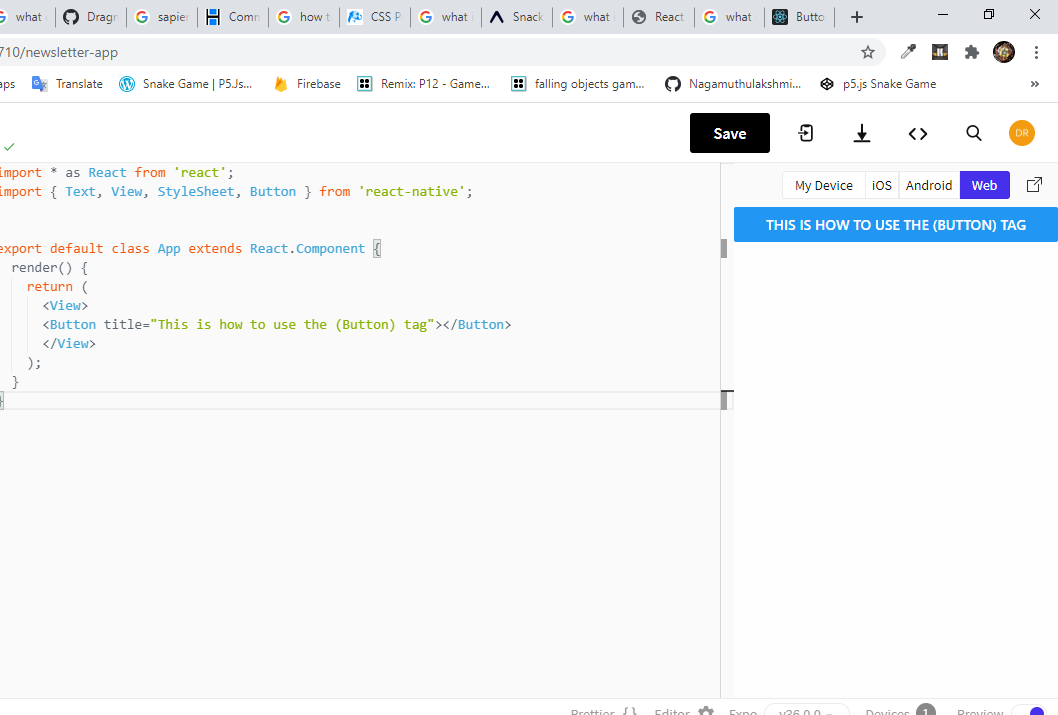 what
Dragn
sapier
Comm
how t
CSS P
what
Snack
what
React
what
Butto
710/newsletter-app
aps
Translate
Snake Game | P5.Js...
Firebase
Remix: P12 - Game...
falling objects gam...
Nagamuthulakshmi...
p5.js Snake Game
»
Save
DR
import * as React from 'react';
import { Text, View, StyleSheet, Button } from 'react-native';
export default class App extends React.Component {
render() {
return (
<View>
<Button title="This is how to use the (Button) tag"></Button>
</View>
);
}
}
My Device
iOS
Android
Web
THIS IS HOW TO USE THE (BUTTON) TAG
Prettier { }
Editor
Expo
v36.0.0
Devices 1
Preview